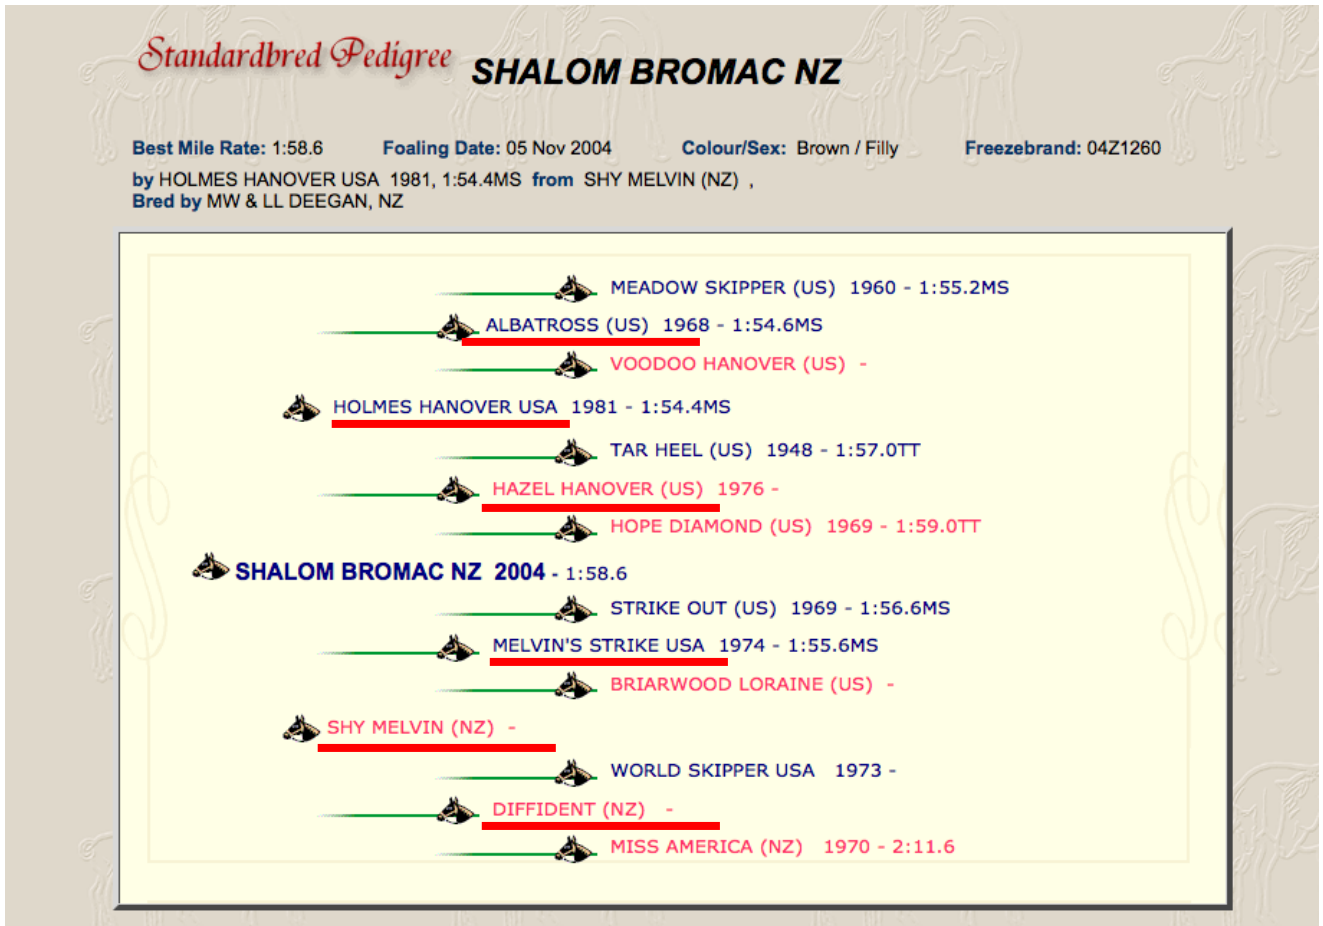 Standardbred Pedigree SHALOM BROMAC NZ
Best Mile Rate: 1:58.6 Foaling Date: 05 Nov 2004 Colour/Sex: Brown / Filly Freezebrand: 04Z1260
by HOLMES HANOVER USA 1981, 1:54.4MS from SHY MELVIN (NZ) ,
Bred by MW & LL DEEGAN, NZ
MEADOW SKIPPER (US) 1960 - 1:55.2MS
ALBATROSS (US) 1968 - 1:54.6MS
VOODOO HANOVER (US) -
HOLMES HANOVER USA 1981 - 1:54.4MS
TAR HEEL (US) 1948 - 1:57.0TT
HAZEL HANOVER (US) 1976 -
HOPE DIAMOND (US) 1969 - 1:59.0TT
SHALOM BROMAC NZ 2004 - 1:58.6
STRIKE OUT (US) 1969 - 1:56.6MS
MELVIN'S STRIKE USA 1974 - 1:55.6MS
BRIARWOOD LORAINE (US) -
SHY MELVIN (NZ) -
WORLD SKIPPER USA 1973 -
DIFFIDENT (NZ) -
MISS AMERICA (NZ) 1970 - 2:11.6